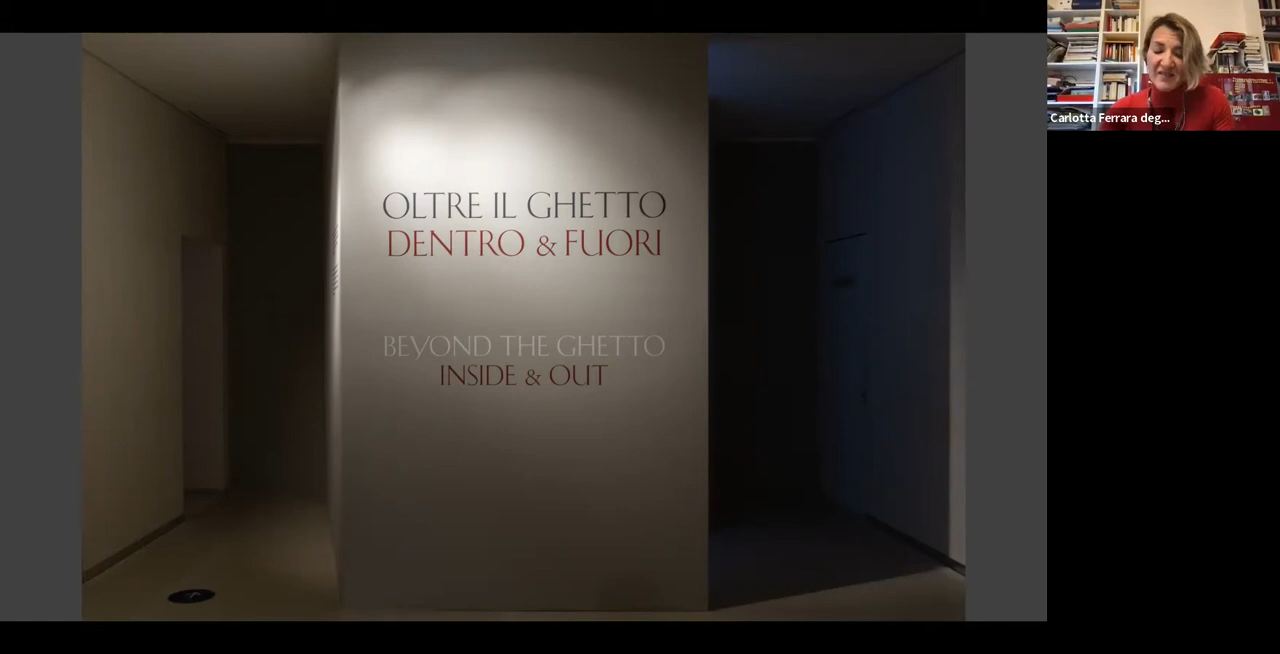 OLTRE IL GHETTO
DENTRO & FUORI
BEYOND THE GHETTO
INSIDE & OUT
Carlotta Ferrara deg...